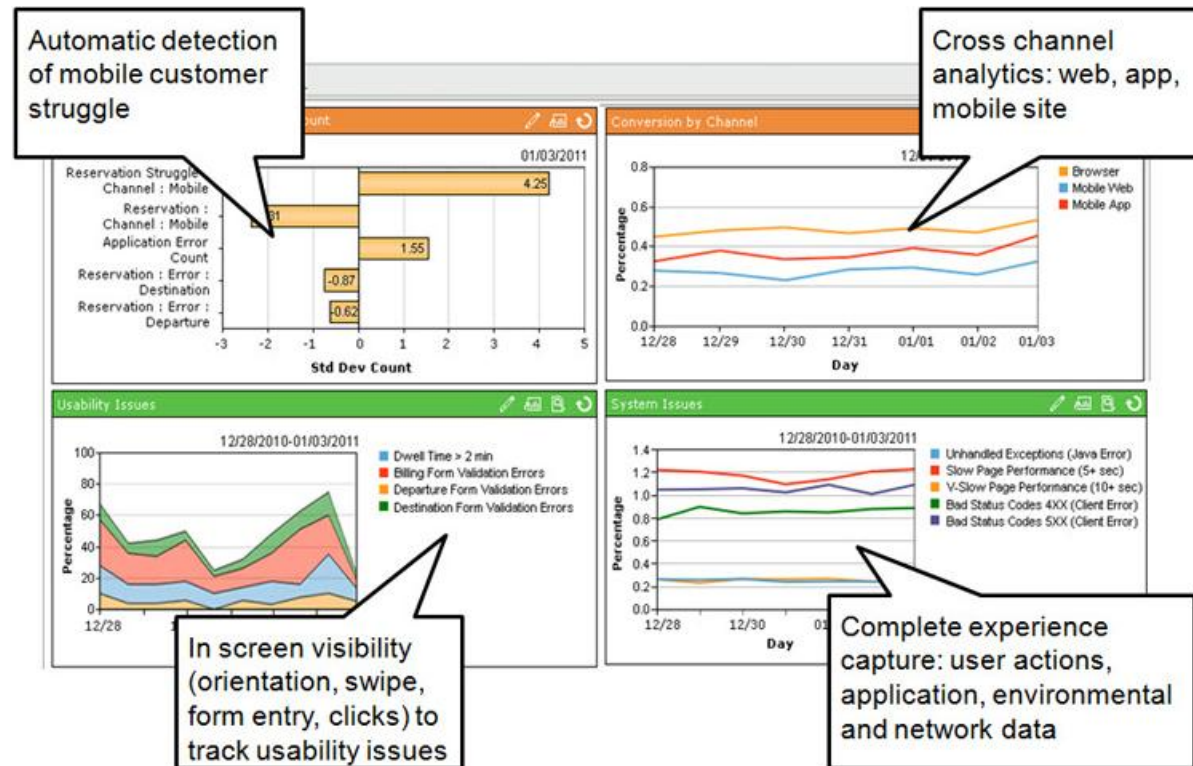 Automatic detection
of mobile customer
struggle
Cross channel
analytics: web, app,
mobile site
01/03/2011
Reservation Struggle
Channel : Mobile
Reservation :
Channel : Mobile
Application Error
Count
Reservation : Error :
Destination
Reservation : Error :
Departure
4.25
1.55
-0.87
-0.62
-3 -2 -1 0 1 2 3 4 5
Std Dev Count
Conversion by Channel
Percentage
0.8
0.6
0.4
0.2
0.0
12/28 12/29 12/30 12/31 01/01 01/02 01/03
Day
Browser
Mobile Web
Mobile App
Usability Issues
12/28/2010-01/03/2011
Percentage
100
80
60
40
20
0
12/28
Dwell Time > 2 min
Billing Form Validation Errors
Departure Form Validation Errors
Destination Form Validation Errors
In screen visibility
(orientation, swipe,
form entry, clicks) to
track usability issues
System Issues
12/28/2010-01/03/2011
Percentage
1.4
1.2
1.0
0.8
0.6
0.4
0.2
0.0
12/28 12/30
Day
Unhandled Exceptions (Java Error)
Slow Page Performance (5+ sec)
V-Slow Page Performance (10+ sec)
Bad Status Codes 4XX (Client Error)
Bad Status Codes 5XX (Client Error)
Complete experience
capture: user actions,
application, environmental
and network data